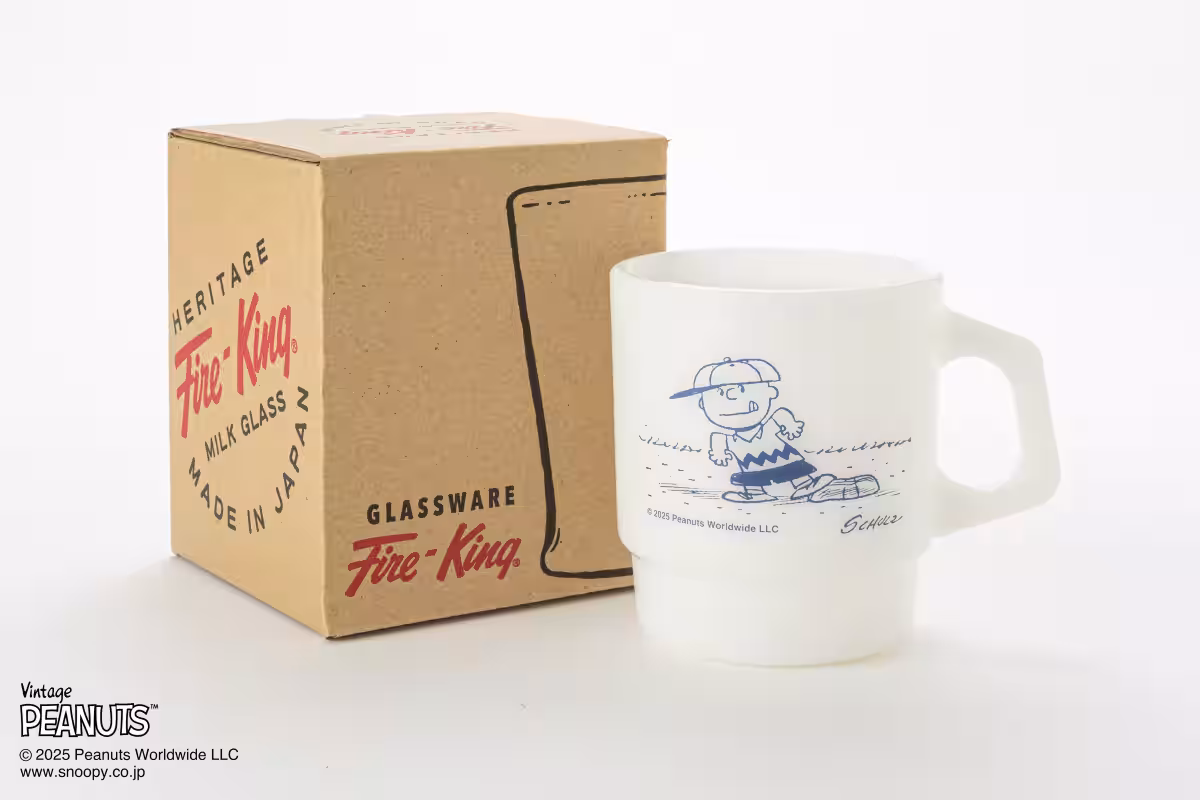 HERITAGE
Fire-King®
MILK GLASS
MADE IN JAPAN
GLASSWARE
Fire-King®
© 2025 Peanuts Worldwide LLC
SCHULZ
Vintage
PEANUTS™
© 2025 Peanuts Worldwide LLC
www.snoopy.co.jp